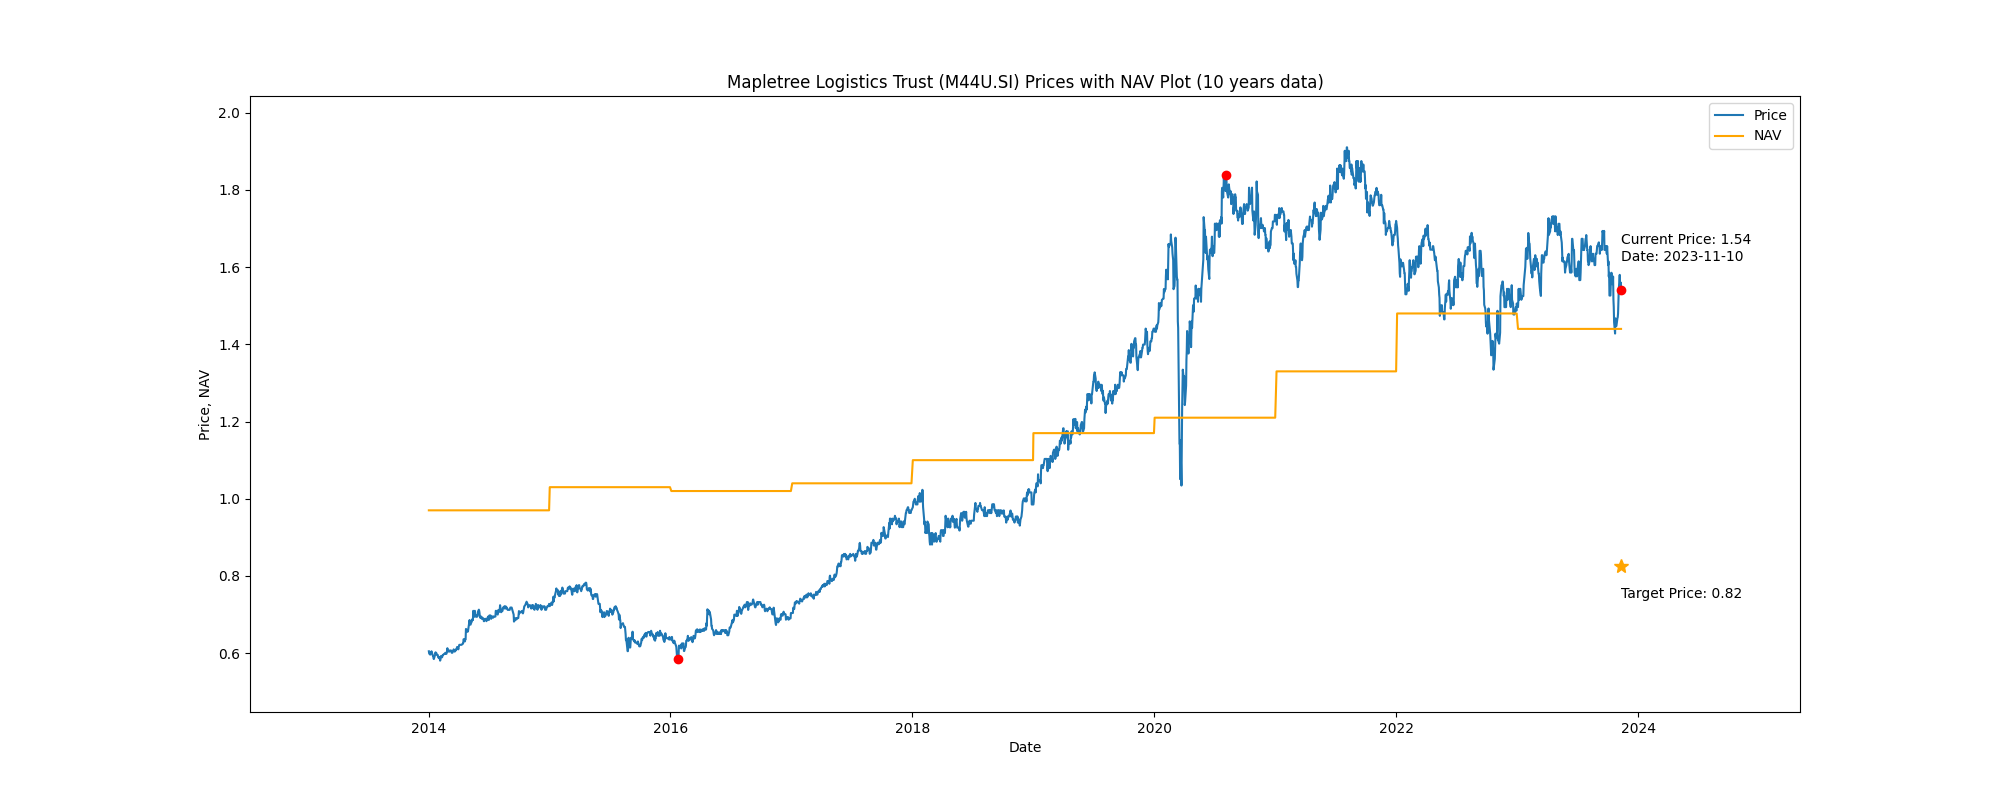 Mapletree Logistics Trust (M44U.SI) Prices with NAV Plot (10 years data)
Price
NAV
2.0
1.8
1.6
1.4
1.2
1.0
0.8
0.6
Price, NAV
Current Price: 1.54
Date: 2023-11-10
Target Price: 0.82
2014
2016
2018
2020
2022
2024
Date